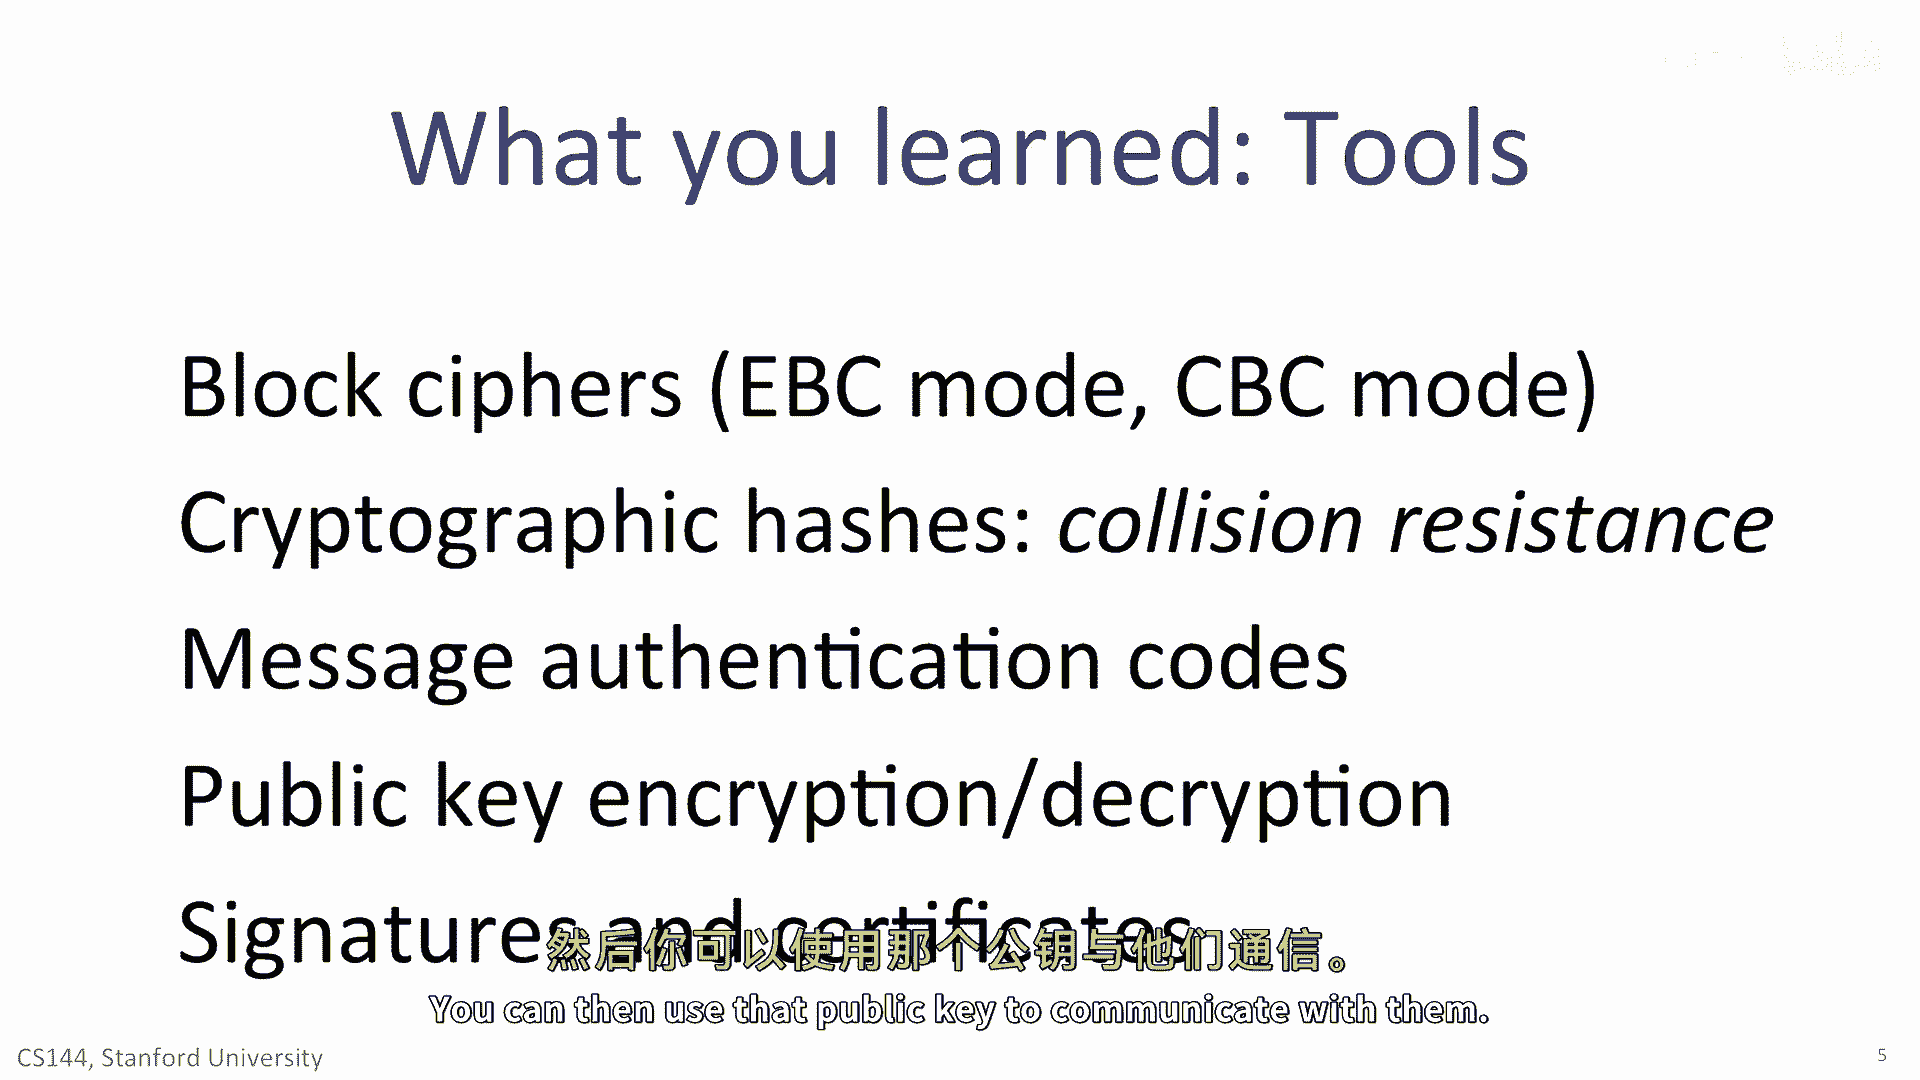 What you learned: Tools
Block ciphers (EBC mode, CBC mode)
Cryptographic hashes: collision resistance
Message authentication codes
Public key encryption/decryption
Signatures and certificates
然后你可以使用那个公钥与他们通信。
You can then use that public key to communicate with them.
CS144, Stanford University
5